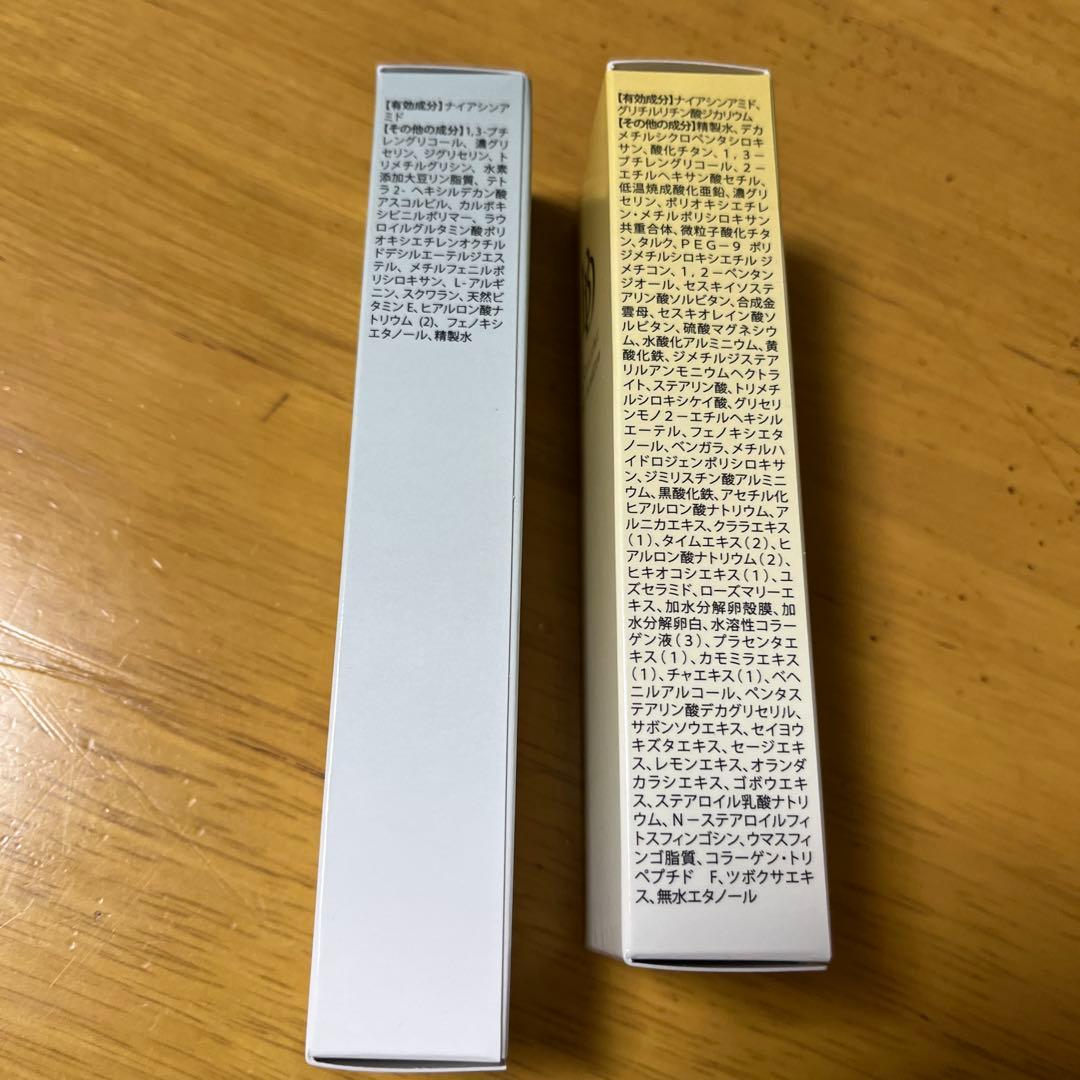 【有効成分】ナイアシンア
ミド
【その他の成分】1,3-ブチ
レングリコール、濃グリ
セリン、ジグリセリン、ト
リメチルグリシン、水素
添加大豆リン脂質、テト
ラ2-ヘキシルデカン酸
アスコルビル、カルボキ
シビニルポリマー、ラウ
ロイルグルタミン酸ポリ
オキシエチレンオクチル
ドデシルエーテルジエス
テル、メチルフェニルポ
リシロキサン、L-アルギ
ニン、スクワラン、天然ビ
タミンE、ヒアルロン酸ナ
トリウム (2)、フェノキシ
エタノール、精製水
【有効成分】ナイアシンアミド、
グリチルリチン酸ジカリウム
【その他の成分】精製水、デカ
メチルシクロペンタシロキ
サン、酸化チタン、1,3-
ブチレングリコール、2-
エチルヘキサン酸セチル、
低温焼成酸化亜鉛、濃グリ
セリン、ポリオキシエチレ
ン・メチルポリシロキサン
共重合体、微粒子酸化チタ
ン、タルク、PEG-9 ポリ
ジメチルシロキシエチル ジ
メチコン、1,2-ペンタン
ジオール、セスキイソステ
アリン酸ソルビタン、合成金
雲母、セスキオレイン酸ソ
ルビタン、硫酸マグネシウ
ム、水酸化アルミニウム、黄
酸化鉄、ジメチルジステア
リルアンモニウムヘクトラ
イト、ステアリン酸、トリメチ
ルシロキシケイ酸、グリセリ
ンモノ2-エチルヘキシル
エーテル、フェノキシエタ
ノール、ベンガラ、メチルハ
イドロジェンポリシロキサ
ン、ジミリスチン酸アルミニ
ウム、黒酸化鉄、アセチル化
ヒアルロン酸ナトリウム、ア
ルニカエキス、クララエキス
(1)、タイムエキス(2)、ヒ
アルロン酸ナトリウム(2)、
ヒキオコシエキス(1)、ユ
ズセラミド、ローズマリーエ
キス、加水分解卵殻膜、加
水分解卵白、水溶性コラー
ゲン液(3)、プラセンタエ
キス(1)、カモミラエキス
(1)、チャエキス(1)、ベヘ
ニルアルコール、ペンタス
テアリン酸デカグリセリル、
サボンソウエキス、セイヨウ
キズタエキス、セージエキ
ス、レモンエキス、オランダ
カラシエキス、ゴボウエキ
ス、ステアロイル乳酸ナトリ
ウム、N-ステアロイルフィ
トスフィンゴシン、ウマスフィ
ンゴ脂質、コラーゲン・トリ
ペプチド F、ツボクサエキ
ス、無水エタノール